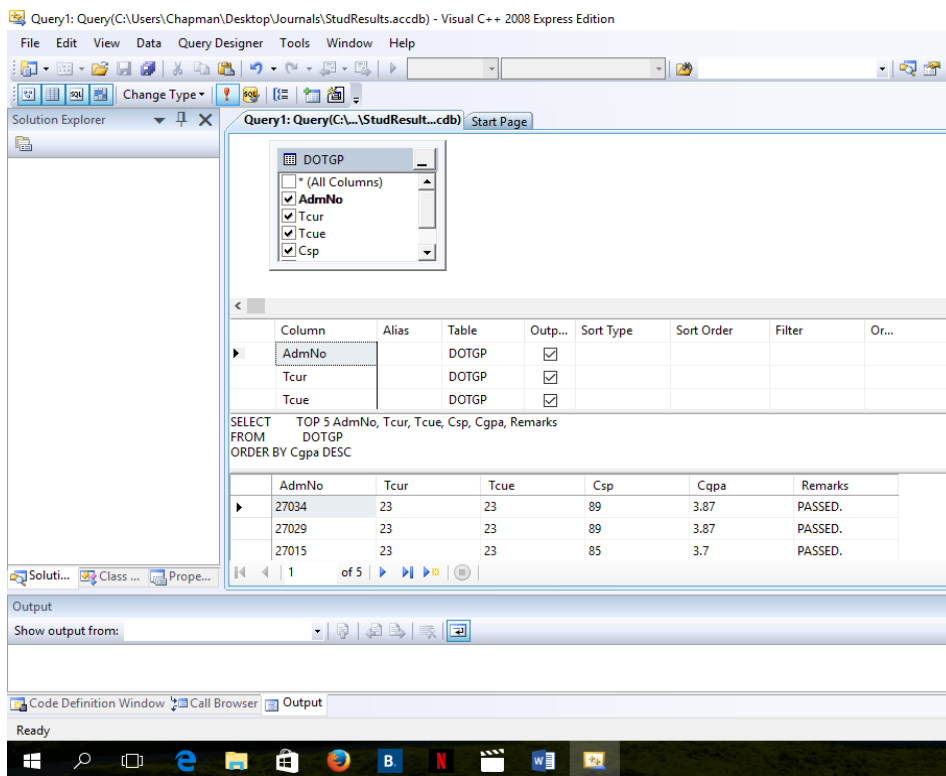 Query1: Query(C:\Users\Chapman\Desktop\Journals\StudResults.accdb) - Visual C++ 2008 Express Edition
File Edit View Data Query Designer Tools Window Help
SQL Change Type
Solution Explorer
Query1: Query(C:\...\StudResult...cdb) Start Page
DOTGP
* (All Columns)
AdmNo
Tcur
Tcue
Csp
Column Alias Table Outp... Sort Type Sort Order Filter Or...
AdmNo DOTGP
Tcur DOTGP
Tcue DOTGP
SELECT TOP 5 AdmNo, Tcur, Tcue, Csp, Cgpa, Remarks
FROM DOTGP
ORDER BY Cgpa DESC
AdmNo Tcur Tcue Csp Cgpa Remarks
27034 23 23 89 3.87 PASSED.
27029 23 23 89 3.87 PASSED.
27015 23 23 85 3.7 PASSED.
1 of 5
Soluti... Class ... Prope...
Output
Show output from:
Code Definition Window Call Browser Output
Ready
B. N W